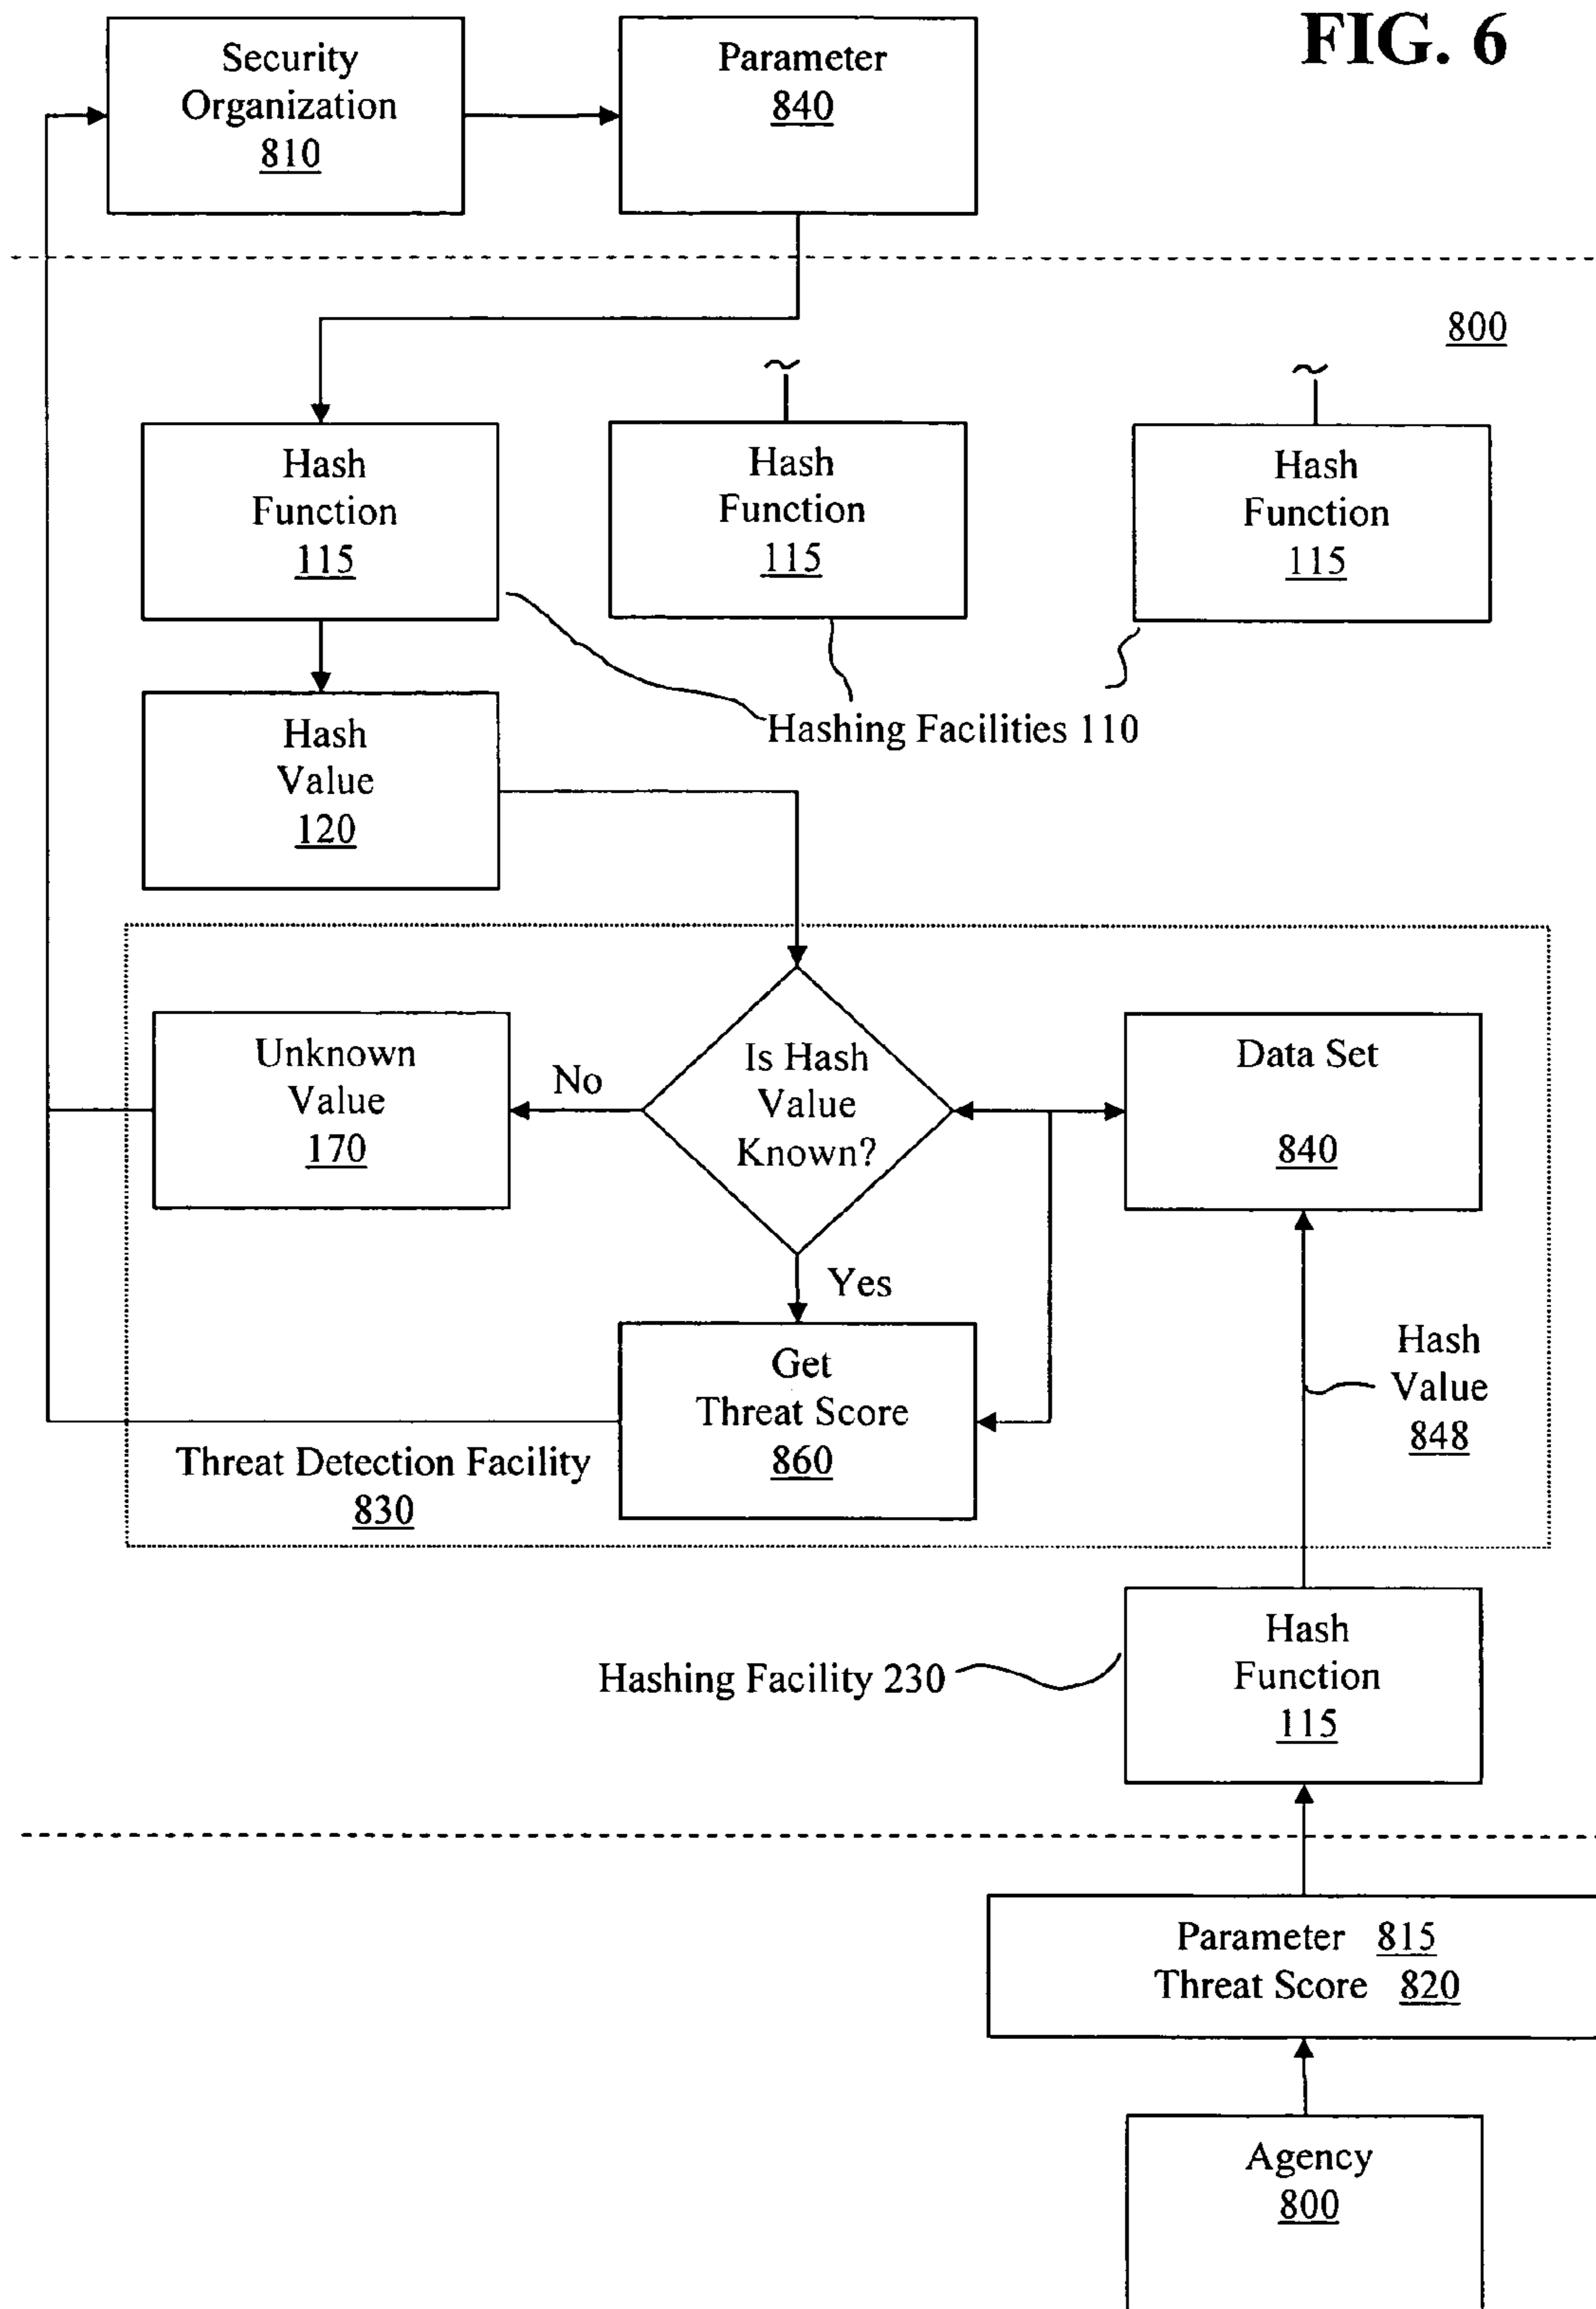 FIG. 6
Security
Organization
810
Parameter
840
800
Hash
Function
115
Hash
Function
115
Hash
Function
115
Hashing Facilities 110
Hash
Value
120
Unknown
Value
170
No
Is Hash
Value
Known?
Data Set
840
Yes
Get
Threat Score
860
Hash
Value
848
Threat Detection Facility
830
Hashing Facility 230
Hash
Function
115
Parameter 815
Threat Score 820
Agency
800